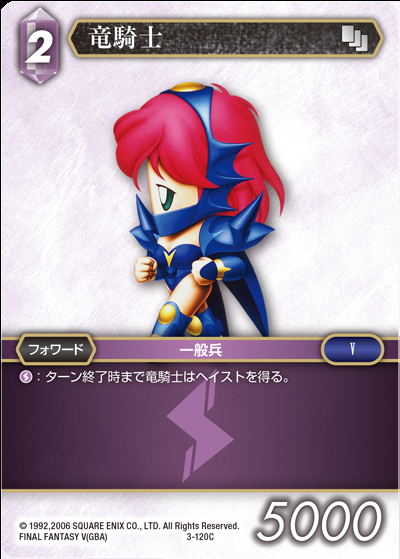 2
竜騎士
フォワード
一般兵
V
:ターン終了時まで竜騎士はヘイストを得る。
© 1992,2006 SQUARE ENIX CO., LTD. All Rights Reserved.
FINAL FANTASY V(GBA)
3-120C
5000